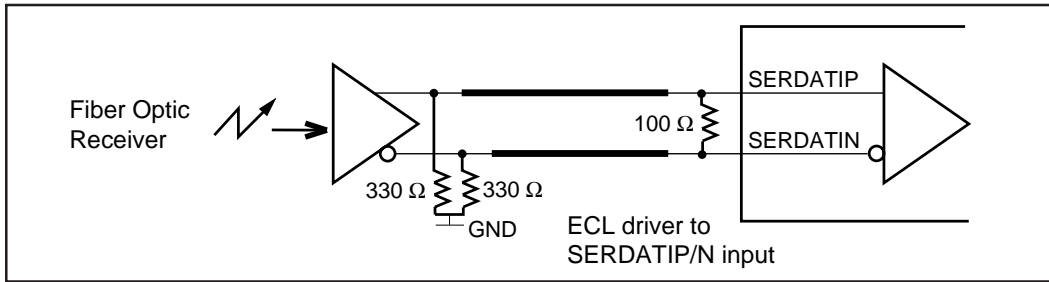 Fiber Optic
Receiver
SERDATIP
100 Ω
SERDATIN
330 Ω
330 Ω
GND
ECL driver to
SERDATIP/N input